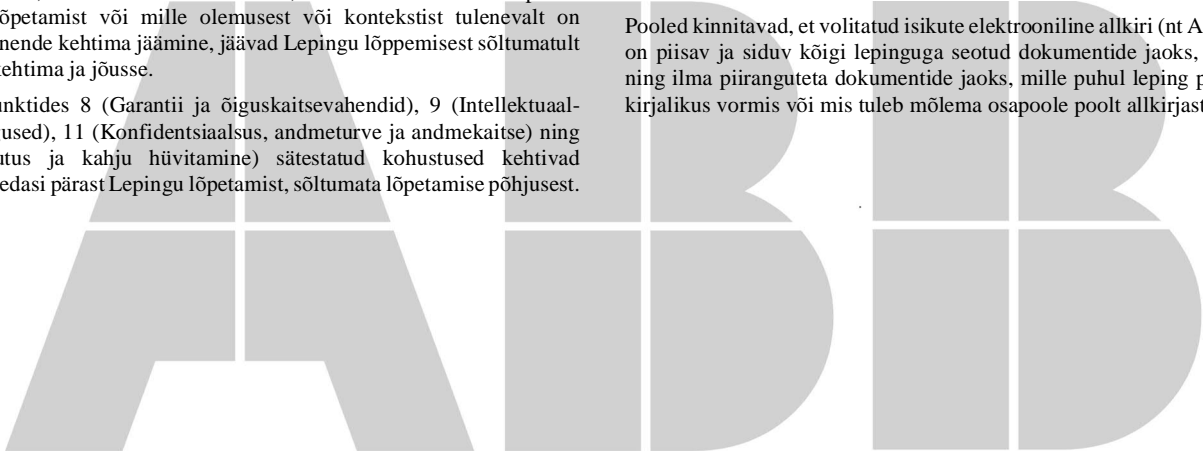 õpetamist või mille olemusest või kontekstist tulenevalt on
nende kehtima jäämine, jäävad Lepingu lõppemisest sõltumatult
kehtima ja jõusse.
unktides 8 (Garantii ja õiguskaitsevahendid), 9 (Intellektuaal-
gused), 11 (Konfidentsiaalsus, andmeturve ja andmekaitse) ning
utus ja kahju hüvitamine) sätestatud kohustused kehtivad
edasi pärast Lepingu lõpetamist, sõltumata lõpetamise põhjusest.
Pooled kinnitavad, et volitatud isikute elektrooniline allkiri (nt A
on piisav ja siduv kõigi lepinguga seotud dokumentide jaoks,
ning ilma piiranguteta dokumentide jaoks, mille puhul leping p
kirjalikus vormis või mis tuleb mõlema osapoole poolt allkirjast
ABB